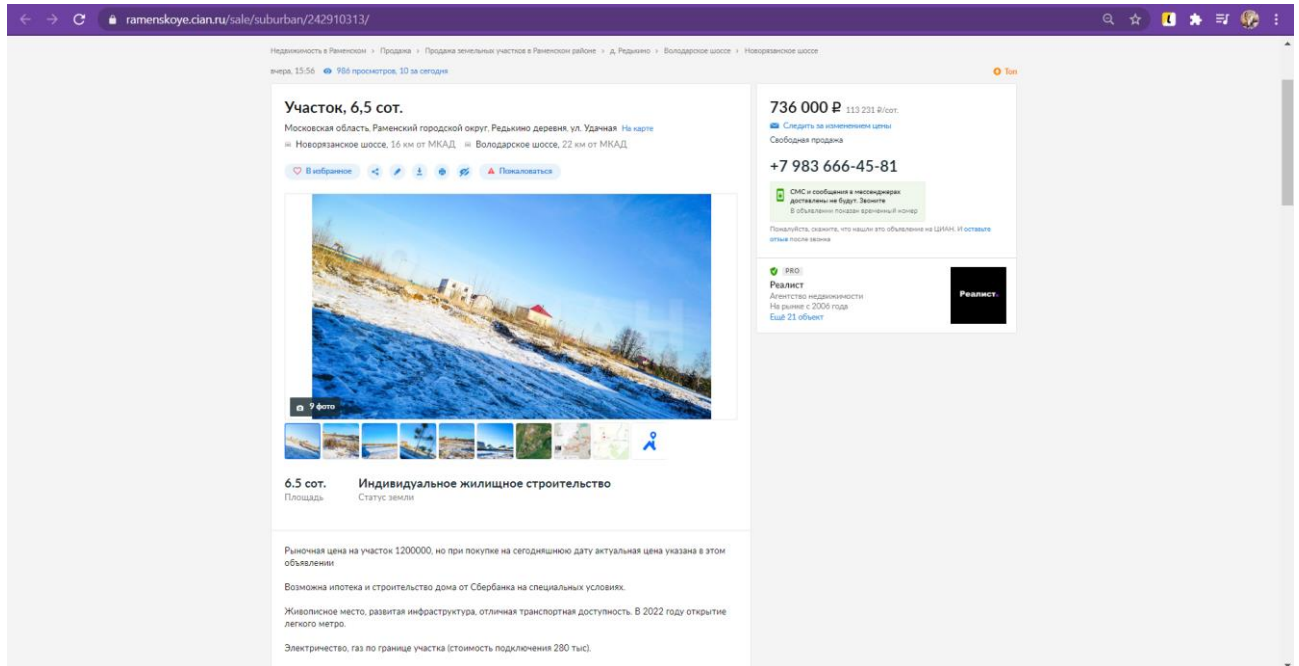 ramenskoye.cian.ru/sale/suburban/242910313/
Недвижимость в Раменском › Продажа › Продажа земельных участков в Раменском районе › д. Редькино › Володарское шоссе › Новорязанское шоссе
вчера, 15:56 986 просмотров, 10 за сегодня
Топ
Участок, 6,5 сот.
Московская область, Раменский городской округ, Редькино деревня, ул. Удачная На карте
Новорязанское шоссе, 16 км от МКАД Володарское шоссе, 22 км от МКАД
В избранное
Пожаловаться
9 фото
6.5 сот. Индивидуальное жилищное строительство
Площадь Статус земли
Рыночная цена на участок 1200000, но при покупке на сегодняшнюю дату актуальная цена указана в этом
объявлении
Возможна ипотека и строительство дома от Сбербанка на специальных условиях.
Живописное место, развитая инфраструктура, отличная транспортная доступность. В 2022 году открытие
легкого метро.
Электричество, газ по границе участка (стоимость подключения 280 тыс).
736 000 ₽ 113 231 ₽/сот.
Следить за изменением цены
Свободная продажа
+7 983 666-45-81
СМС и сообщения в мессенджерах
доставлены не будут. Звоните
В объявлении показан временный номер
Пожалуйста, скажите, что нашли это объявление на ЦИАН. И оставьте
отзыв после звонка
PRO
Реалист
Агентство недвижимости
На рынке с 2006 года
Ещё 21 объект
Реалист.